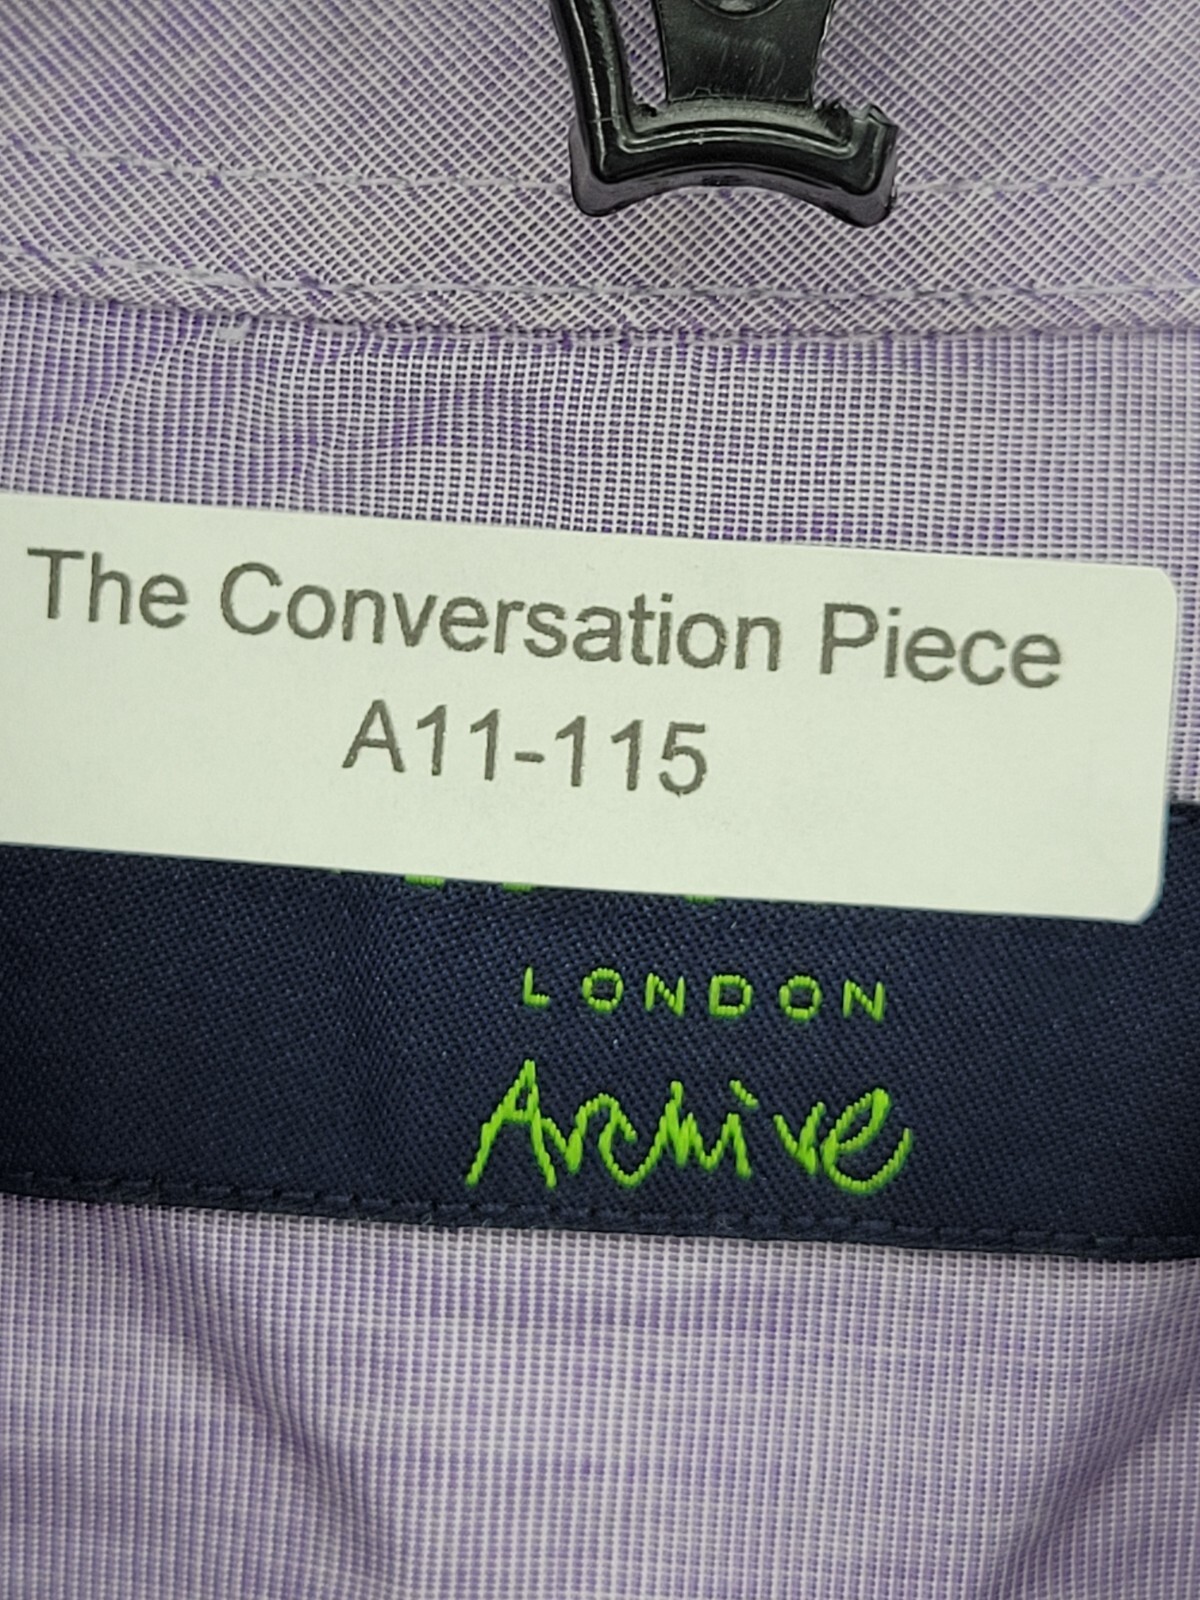 The Conversation Piece
A11-115
LONDON
Archive